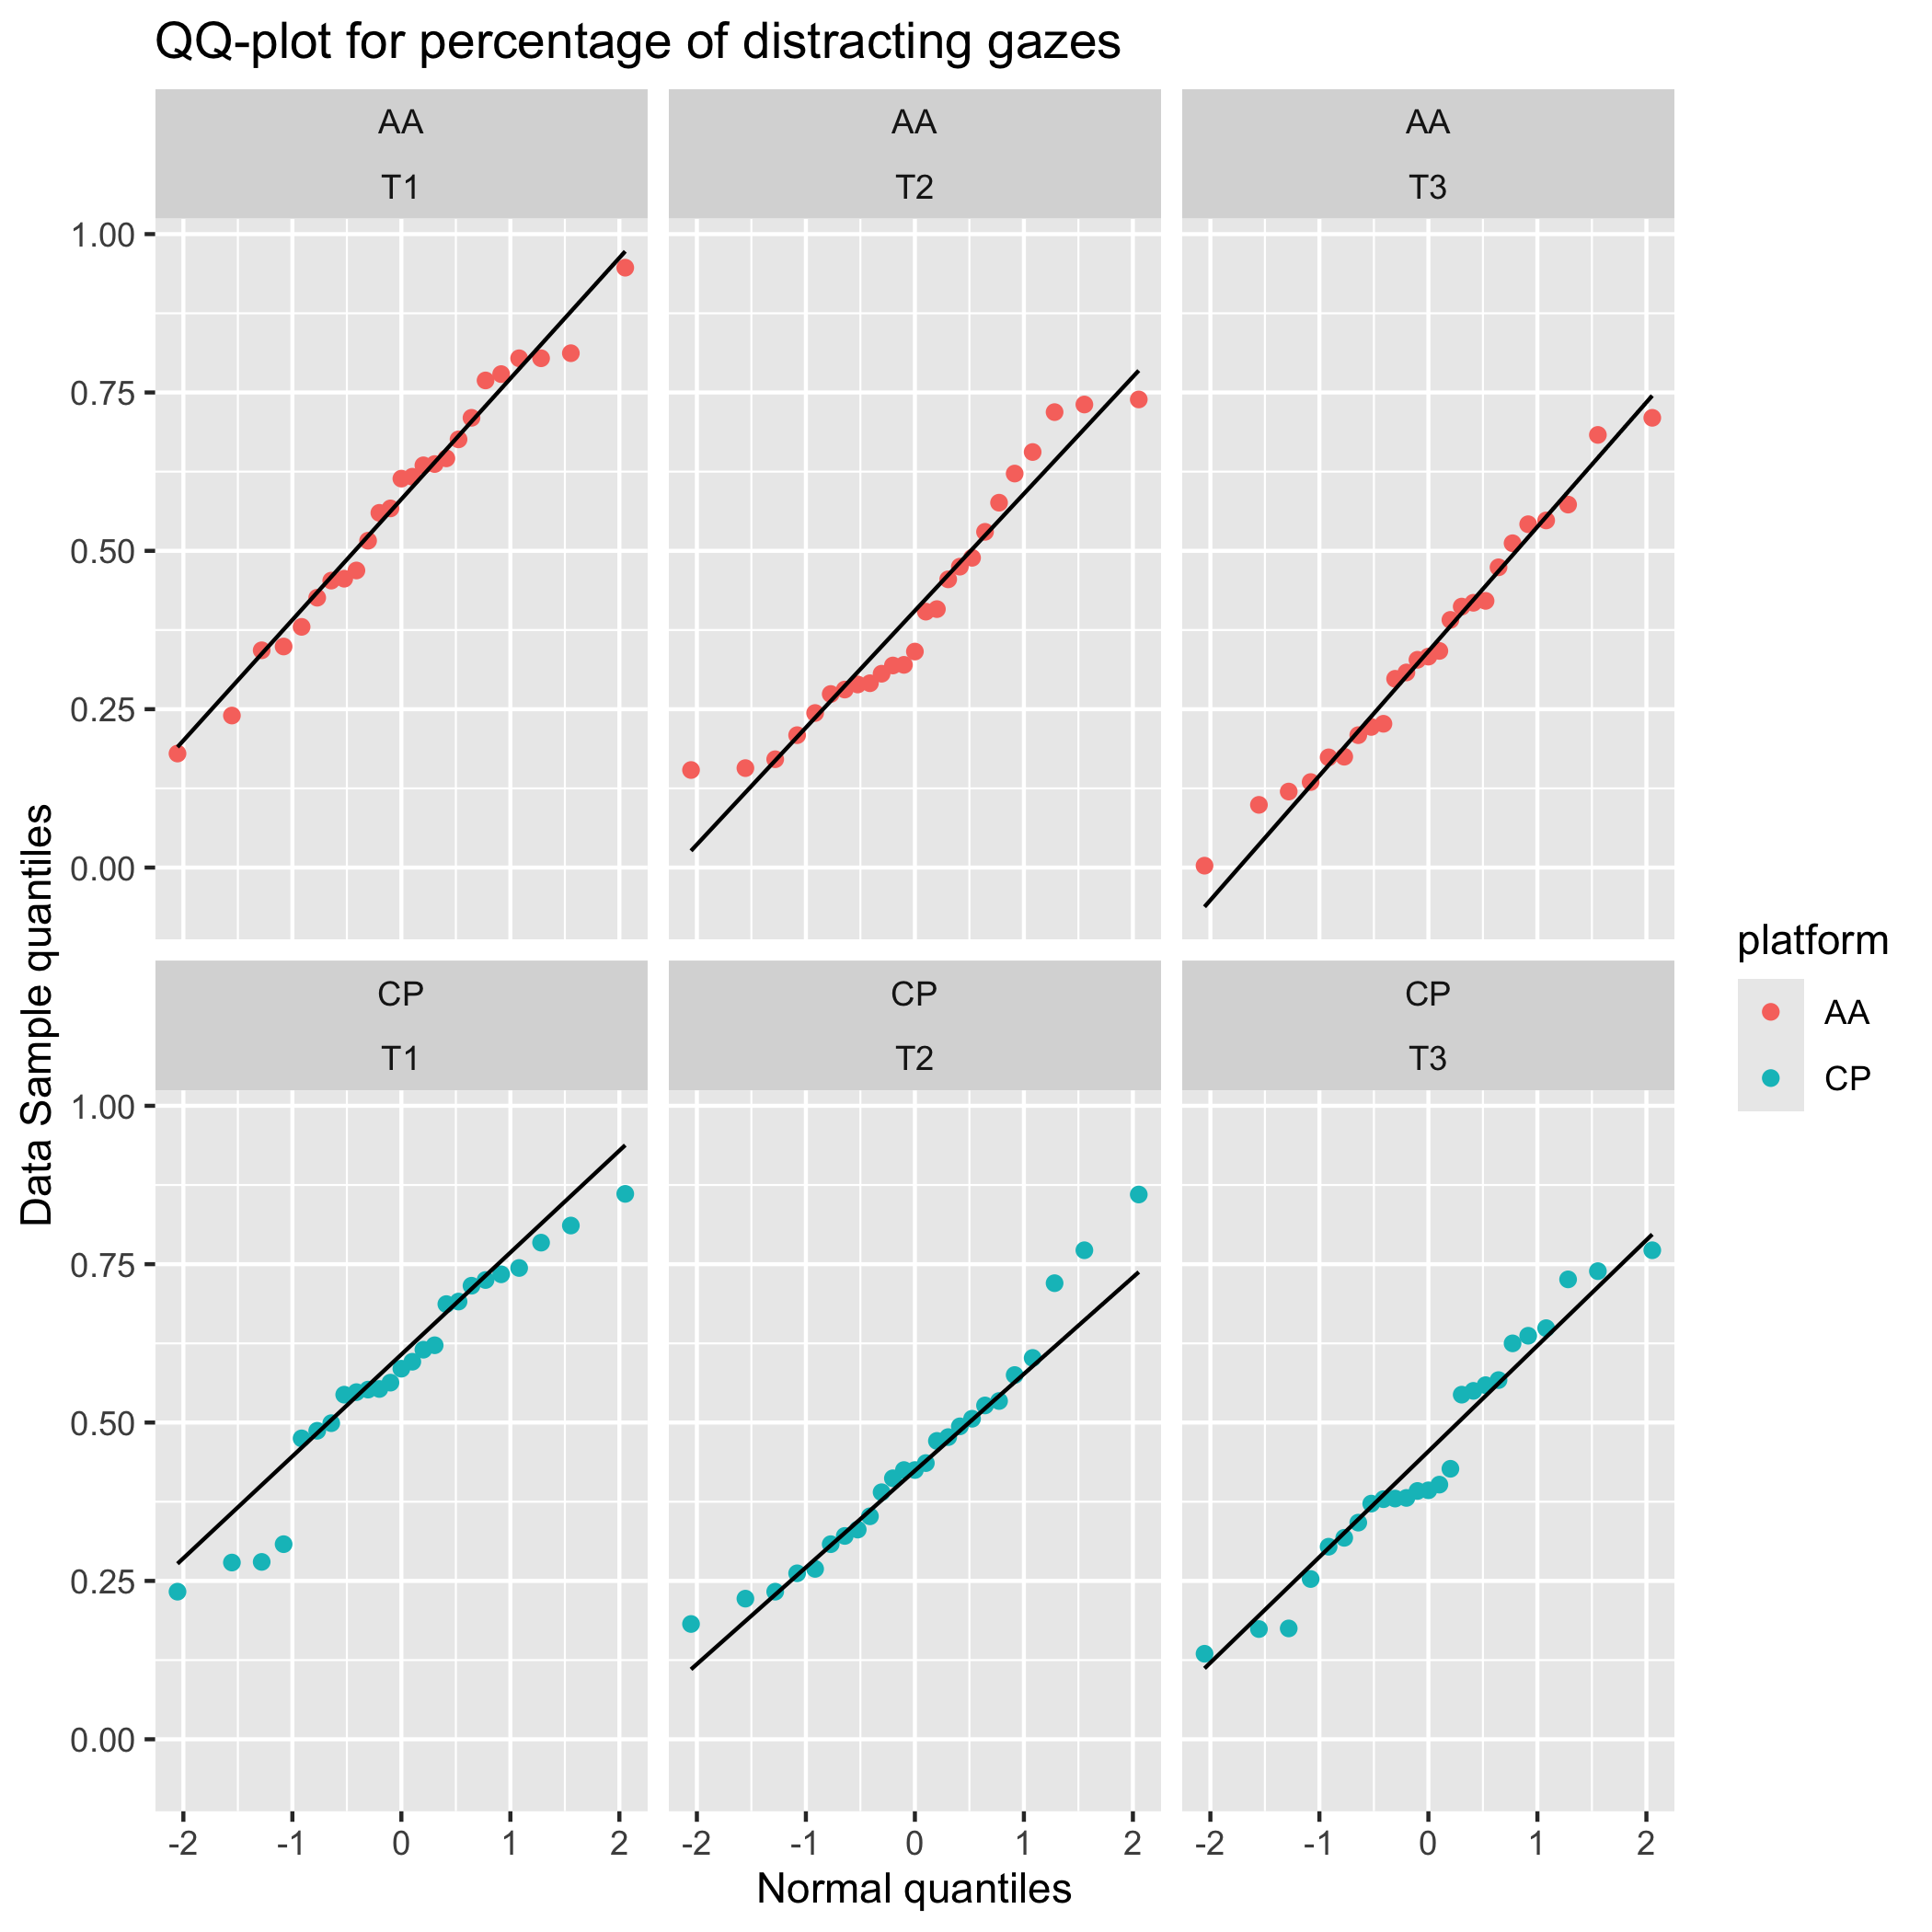 QQ-plot for percentage of distracting gazes
AA
T1
AA
T2
AA
T3
1.00
0.75
0.50
0.25
0.00
CP
T1
CP
T2
CP
T3
1.00
0.75
0.50
0.25
0.00
-2 -1 0 1 2
-2 -1 0 1 2
-2 -1 0 1 2
Normal quantiles
Data Sample quantiles
platform
AA
CP